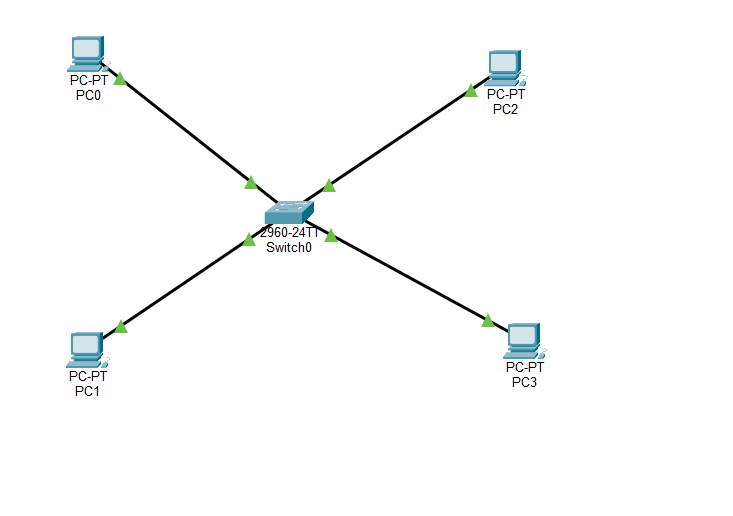 PC-PT
PC0
PC-PT
PC2
2960-24TT
Switch0
PC-PT
PC1
PC-PT
PC3